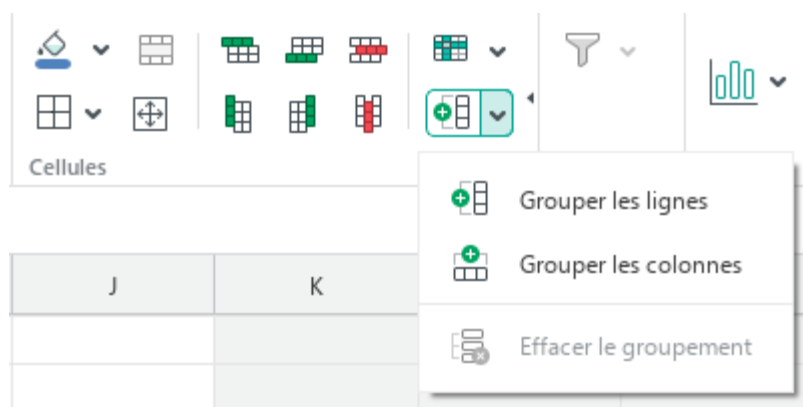 Cellules
Grouper les lignes
Grouper les colonnes
J
K
Effacer le groupement